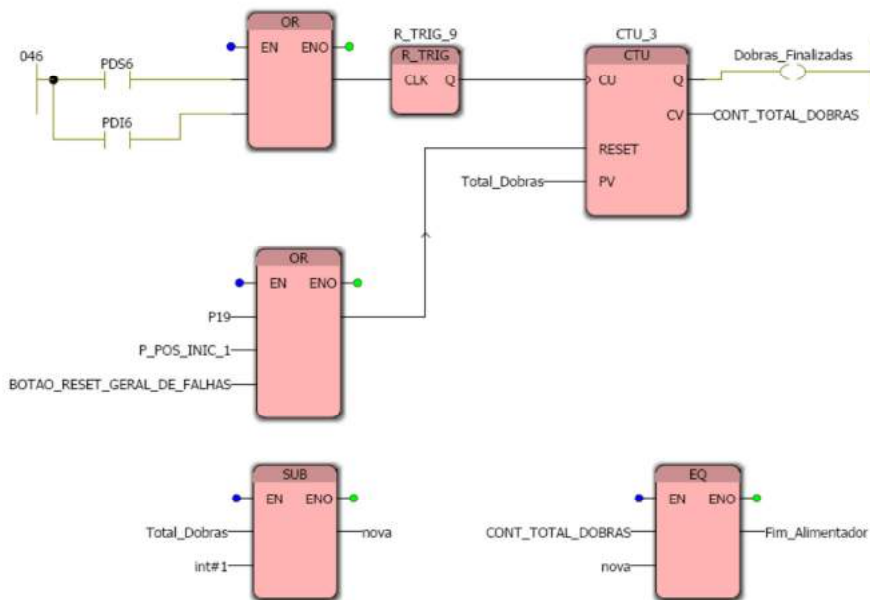 OR
R_TRIG_9
CTU_3
046
PDS6
EN ENO
R_TRIG
CTU
Dobras_Finalizadas
CLK Q
CU Q
PDI6
CV
CONT_TOTAL_DOBRAS
RESET
Total_Dobras
PV
OR
EN ENO
P19
P_POS_INIC_1
BOTAO_RESET_GERAL_DE_FALHAS
SUB
EQ
EN ENO
EN ENO
Total_Dobras
nova
CONT_TOTAL_DOBRAS
Fim_Alimentador
int#1
nova